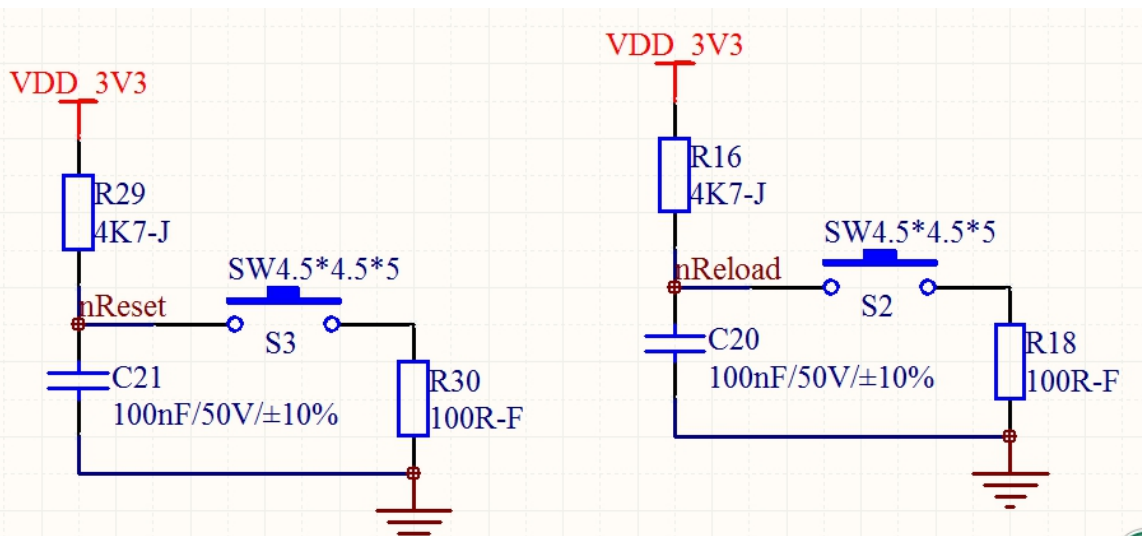 VDD_3V3
R29
4K7-J
nReset
SW4.5*4.5*5
S3
C21
100nF/50V/±10%
R30
100R-F
VDD_3V3
R16
4K7-J
nReload
SW4.5*4.5*5
S2
C20
100nF/50V/±10%
R18
100R-F